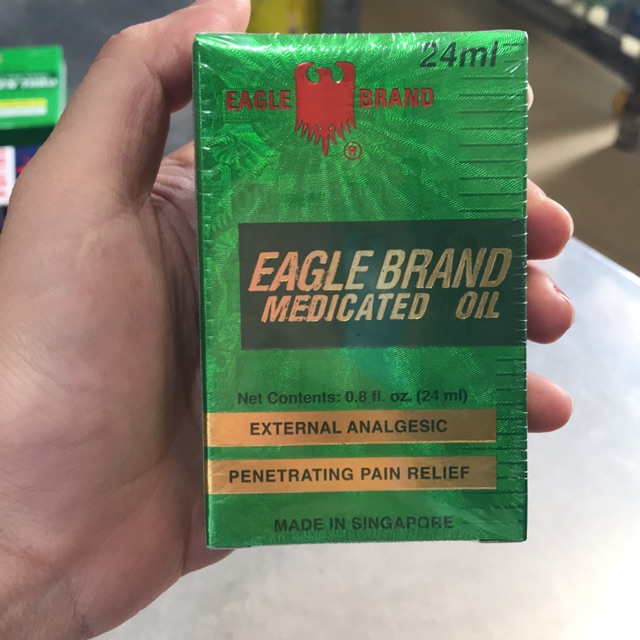 24ml
EAGLE BRAND
®
EAGLE BRAND
MEDICATED OIL
Net Contents: 0.8 fl. oz. (24 ml)
EXTERNAL ANALGESIC
PENETRATING PAIN RELIEF
MADE IN SINGAPORE